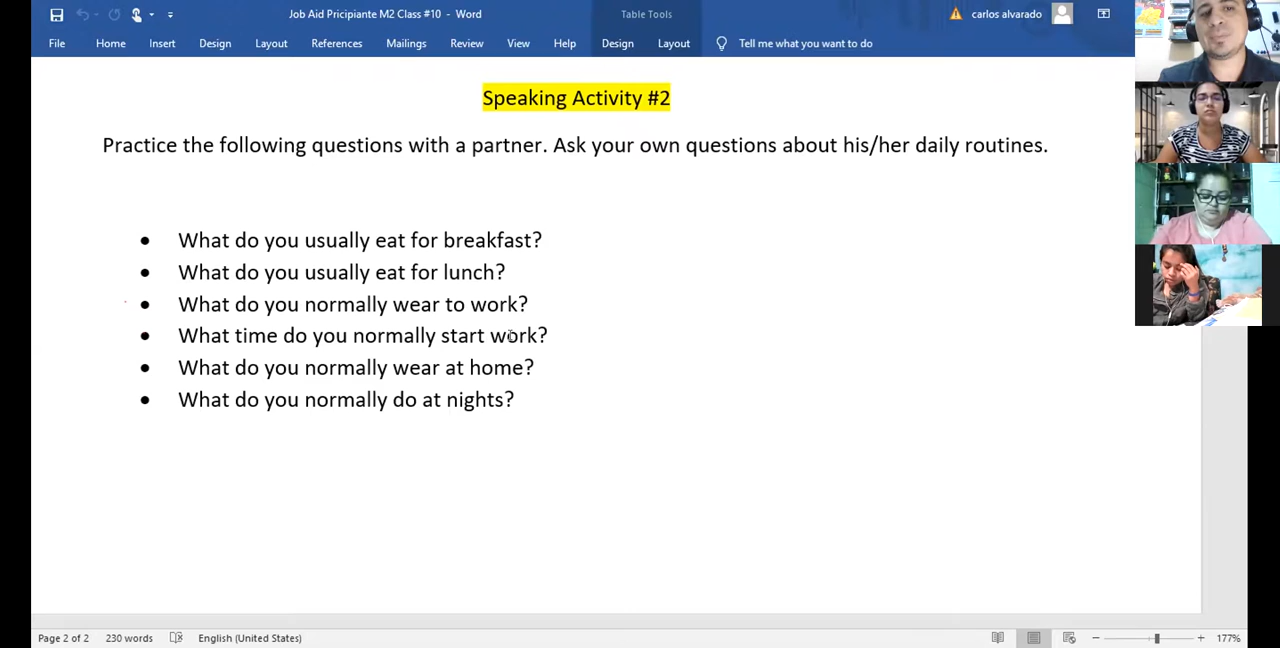 Job Aid Pricipiante M2 Class #10 - Word
Table Tools
carlos alvarado
File Home Insert Design Layout References Mailings Review View Help Design Layout Tell me what you want to do
Speaking Activity #2
Practice the following questions with a partner. Ask your own questions about his/her daily routines.
• What do you usually eat for breakfast?
• What do you usually eat for lunch?
• What do you normally wear to work?
• What time do you normally start work?
• What do you normally wear at home?
• What do you normally do at nights?
Page 2 of 2 230 words English (United States) 177%